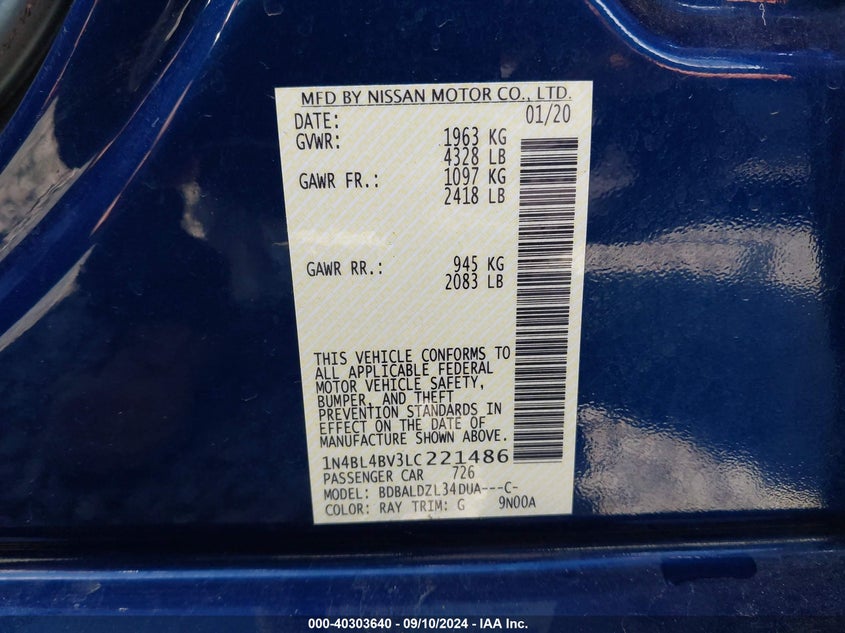 MFD BY NISSAN MOTOR CO., LTD.
DATE: 01/20
GVWR: 1963 KG
4328 LB
GAWR FR.: 1097 KG
2418 LB
GAWR RR.: 945 KG
2083 LB
THIS VEHICLE CONFORMS TO
ALL APPLICABLE FEDERAL
MOTOR VEHICLE SAFETY,
BUMPER, AND THEFT
PREVENTION STANDARDS IN
EFFECT ON THE DATE OF
MANUFACTURE SHOWN ABOVE.
1N4BL4BV3LC221486
PASSENGER CAR 726
MODEL: BDBALDZL34DUA---C-
COLOR: RAY TRIM: G 9N00A
000-40303640 - 09/10/2024 - IAA Inc.